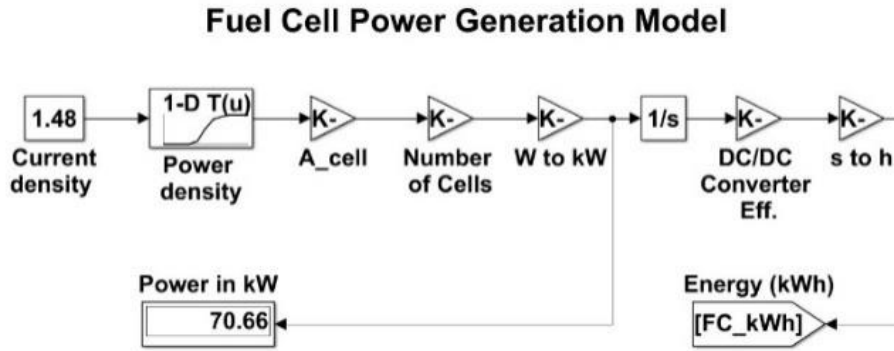 Fuel Cell Power Generation Model
1.48
Current
density
1-D T(u)
Power
density
K-
A_cell
K-
Number
of Cells
K-
W to kW
1/s
K-
DC/DC
Converter
Eff.
K-
s to h
Power in kW
70.66
Energy (kWh)
[FC_kWh]